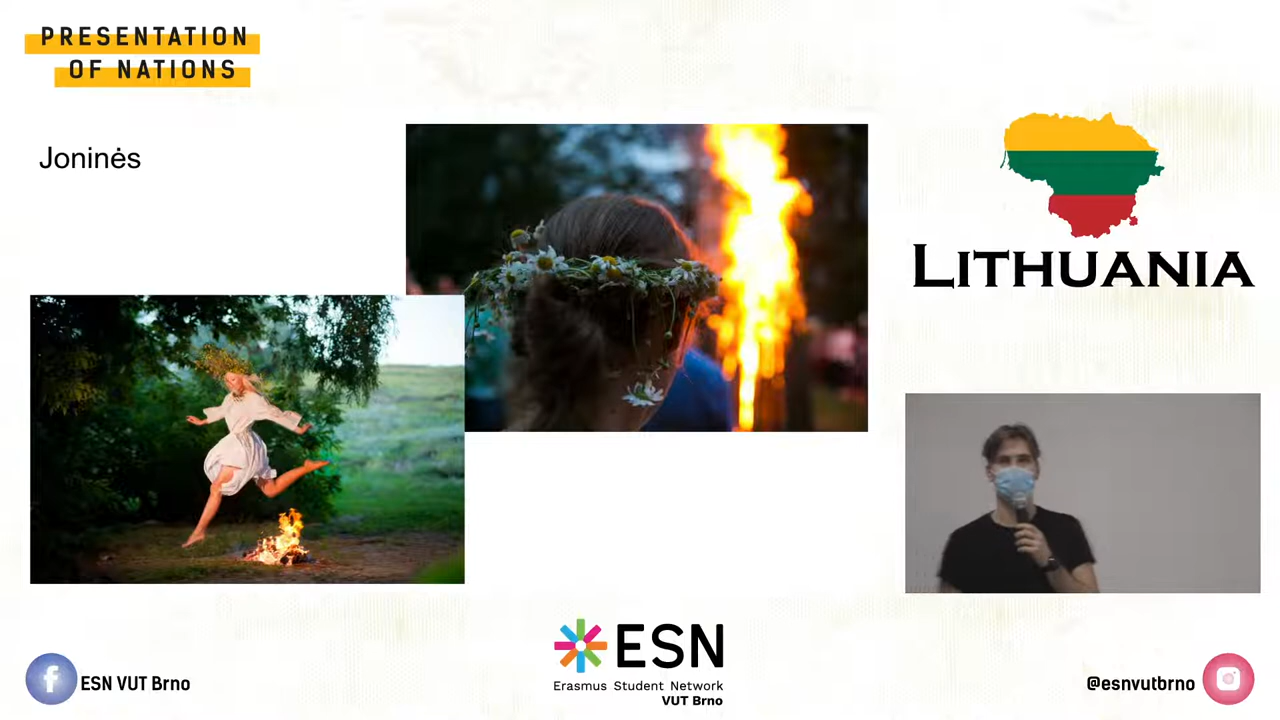 PRESENTATION
OF NATIONS
Joninės
LITHUANIA
ESN
Erasmus Student Network
VUT Brno
ESN VUT Brno
@esnvutbrno